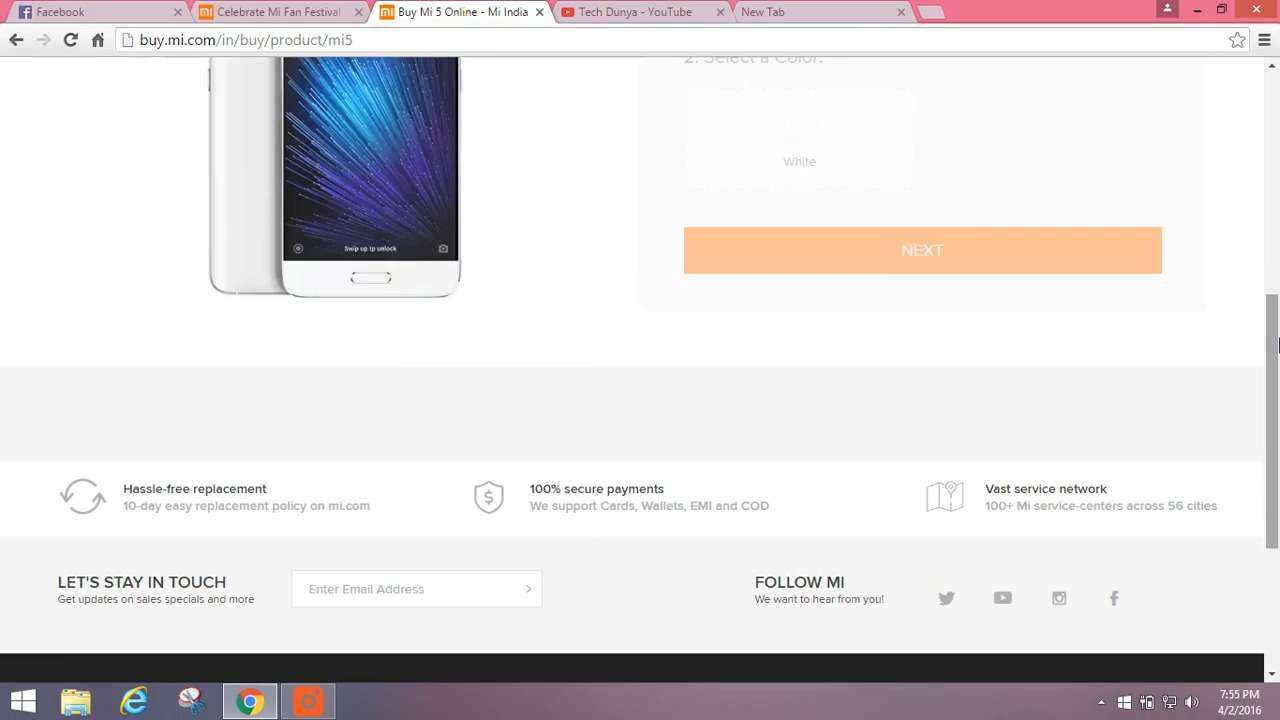 Facebook
Celebrate Mi Fan Festival
Buy Mi 5 Online - Mi India
Tech Dunya - YouTube
New Tab
buy.mi.com/in/buy/product/mi5
2. Select a Color:
White
Swip up tp unlock
NEXT
Hassle-free replacement
10-day easy replacement policy on mi.com
100% secure payments
We support Cards, Wallets, EMI and COD
Vast service network
100+ Mi service-centers across 56 cities
LET'S STAY IN TOUCH
Get updates on sales specials and more
Enter Email Address
FOLLOW MI
We want to hear from you!
7:55 PM
4/2/2016